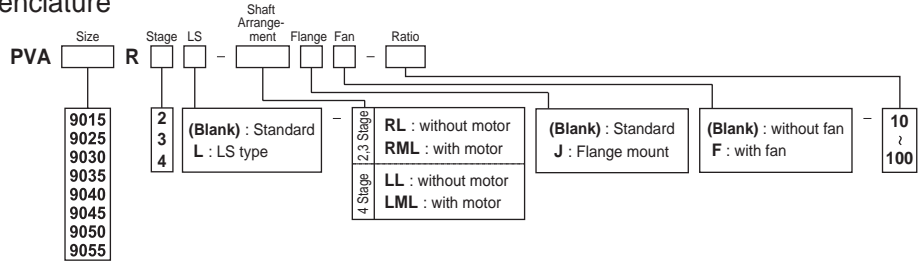 enclature
Shaft
Arrange-
Size Stage LS ment Flange Fan Ratio
PVA R – –
9015
9025
9030
9035
9040
9045
9050
9055
2
3
4
(Blank) : Standard
L : LS type
–
2,3 Stage
RL : without motor
RML : with motor
4 Stage
LL : without motor
LML : with motor
(Blank) : Standard
J : Flange mount
(Blank) : without fan
F : with fan
–
10
~
100